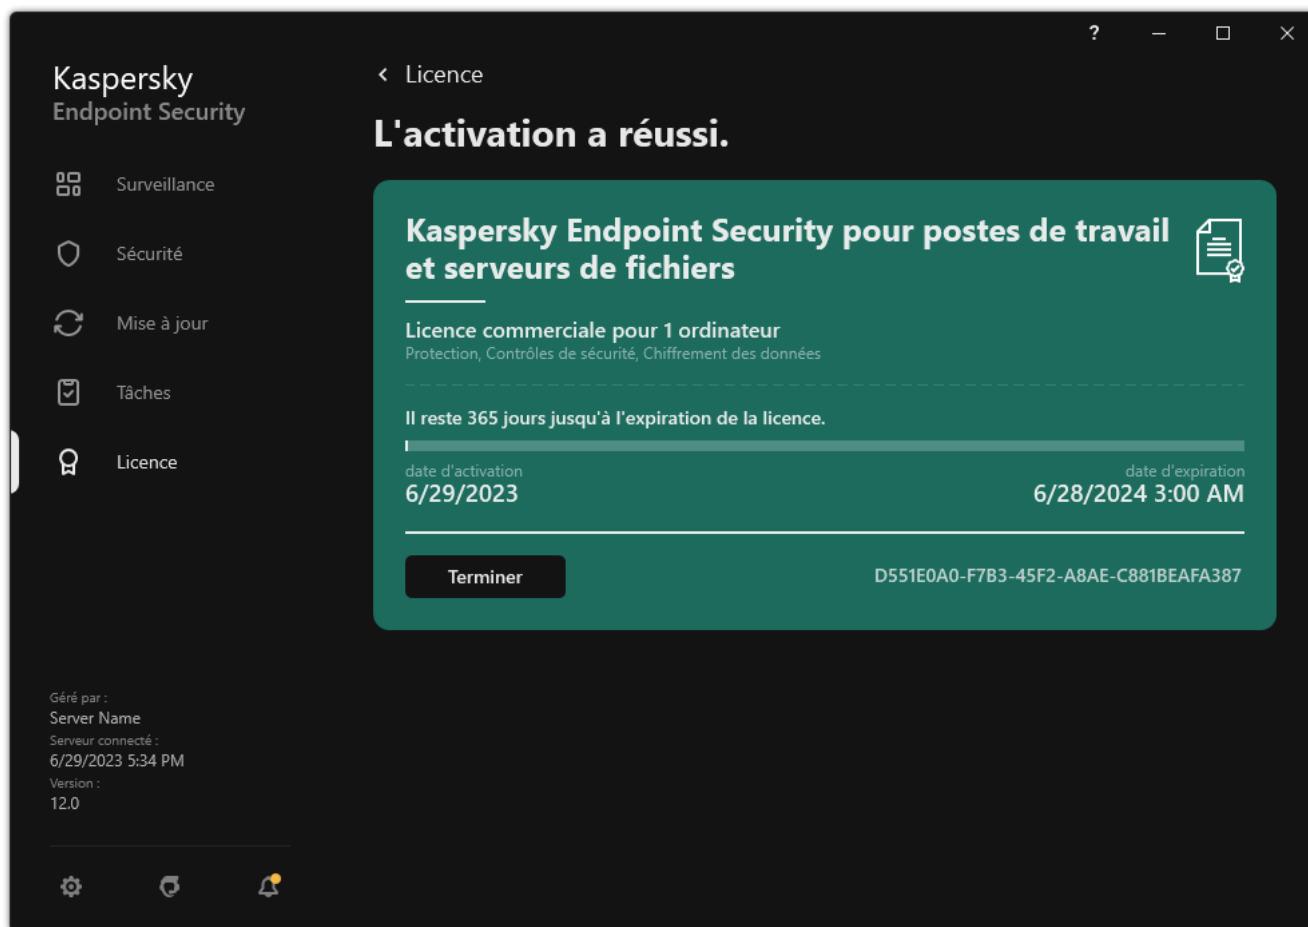 ?
Kaspersky
Endpoint Security
Surveillance
Sécurité
Mise à jour
Tâches
Licence
Géré par :
Server Name
Serveur connecté :
6/29/2023 5:34 PM
Version :
12.0
Licence
L'activation a réussi.
Kaspersky Endpoint Security pour postes de travail
et serveurs de fichiers
Licence commerciale pour 1 ordinateur
Protection, Contrôles de sécurité, Chiffrement des données
Il reste 365 jours jusqu'à l'expiration de la licence.
date d'activation
6/29/2023
date d'expiration
6/28/2024 3:00 AM
Terminer
D551E0A0-F7B3-45F2-A8AE-C881BEAFA387